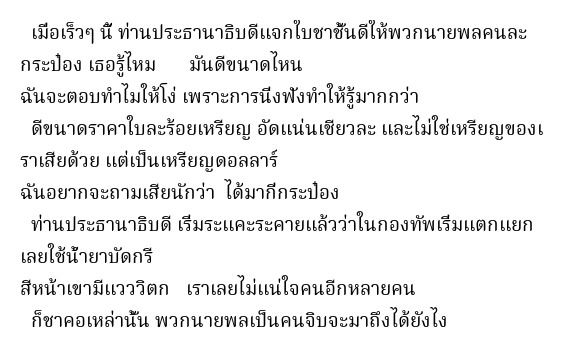 เมื่อเร็วๆ นี้ ท่านประธานาธิบดีแจกใบชาชั้นดีให้พวกนายพลคนละ
กระป๋อง เธอรู้ไหม มันดีขนาดไหน
ฉันจะตอบทำไมให้โง่ เพราะการนั่งฟังทำให้รู้มากกว่า
ดีขนาดราคาใบละร้อยเหรียญ อัดแน่นเชียวละ และไม่ใช่เหรียญของเ
ราเสียด้วย แต่เป็นเหรียญดอลลาร์
ฉันอยากจะถามเสียนักว่า ได้มากี่กระป๋อง
ท่านประธานาธิบดี เริ่มระแคะระคายแล้วว่าในกองทัพเริ่มแตกแยก
เลยใช้น้ำยาบัดกรี
สีหน้าเขามีแววิตก เราเลยไม่แน่ใจคนอีกหลายคน
ก็ชาคอเหล่านั้น พวกนายพลเป็นคนจิบจะมาถึงได้ยังไง